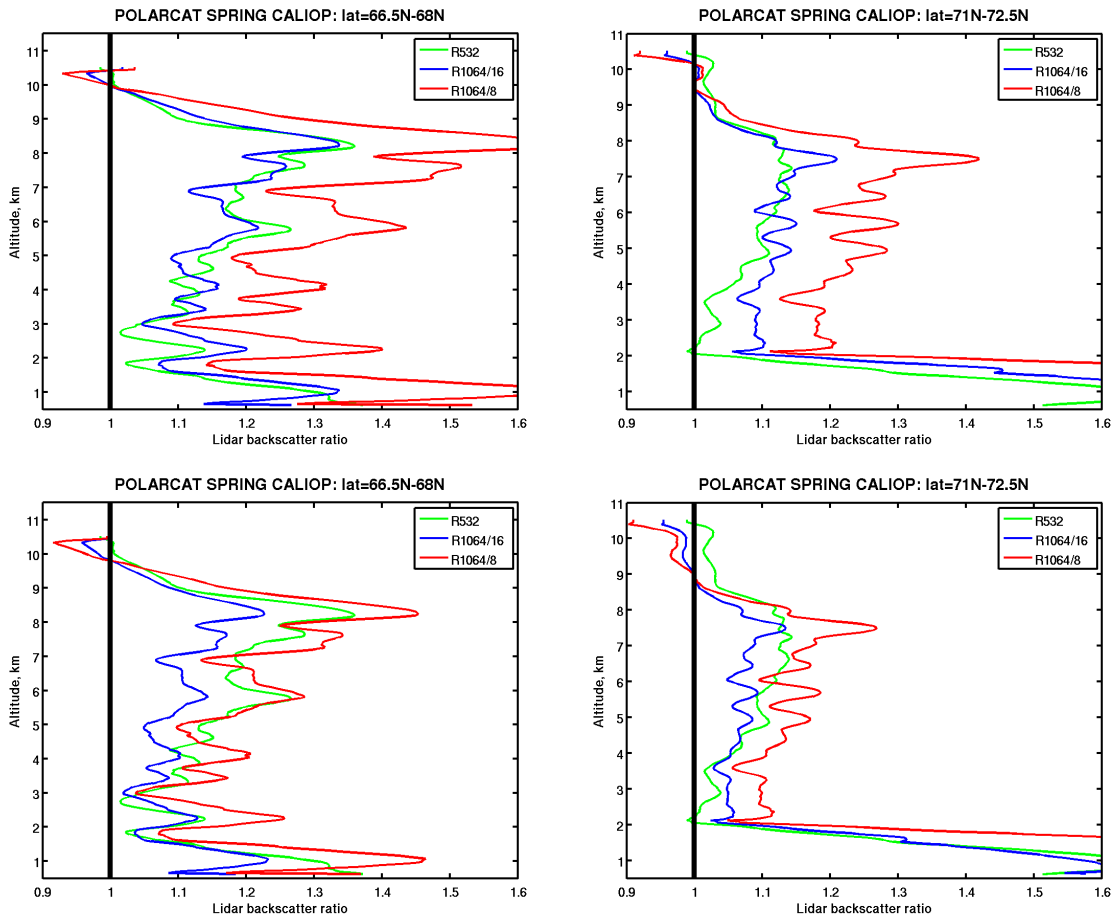 POLARCAT SPRING CALIOP: lat=66.5N-68N
R532
R1064/16
R1064/8
Altitude, km
11
10
9
8
7
6
5
4
3
2
1
0.9 1 1.1 1.2 1.3 1.4 1.5 1.6
Lidar backscatter ratio
POLARCAT SPRING CALIOP: lat=71N-72.5N
R532
R1064/16
R1064/8
Altitude, km
11
10
9
8
7
6
5
4
3
2
1
0.9 1 1.1 1.2 1.3 1.4 1.5 1.6
Lidar backscatter ratio
POLARCAT SPRING CALIOP: lat=66.5N-68N
R532
R1064/16
R1064/8
Altitude, km
11
10
9
8
7
6
5
4
3
2
1
0.9 1 1.1 1.2 1.3 1.4 1.5 1.6
Lidar backscatter ratio
POLARCAT SPRING CALIOP: lat=71N-72.5N
R532
R1064/16
R1064/8
Altitude, km
11
10
9
8
7
6
5
4
3
2
1
0.9 1 1.1 1.2 1.3 1.4 1.5 1.6
Lidar backscatter ratio